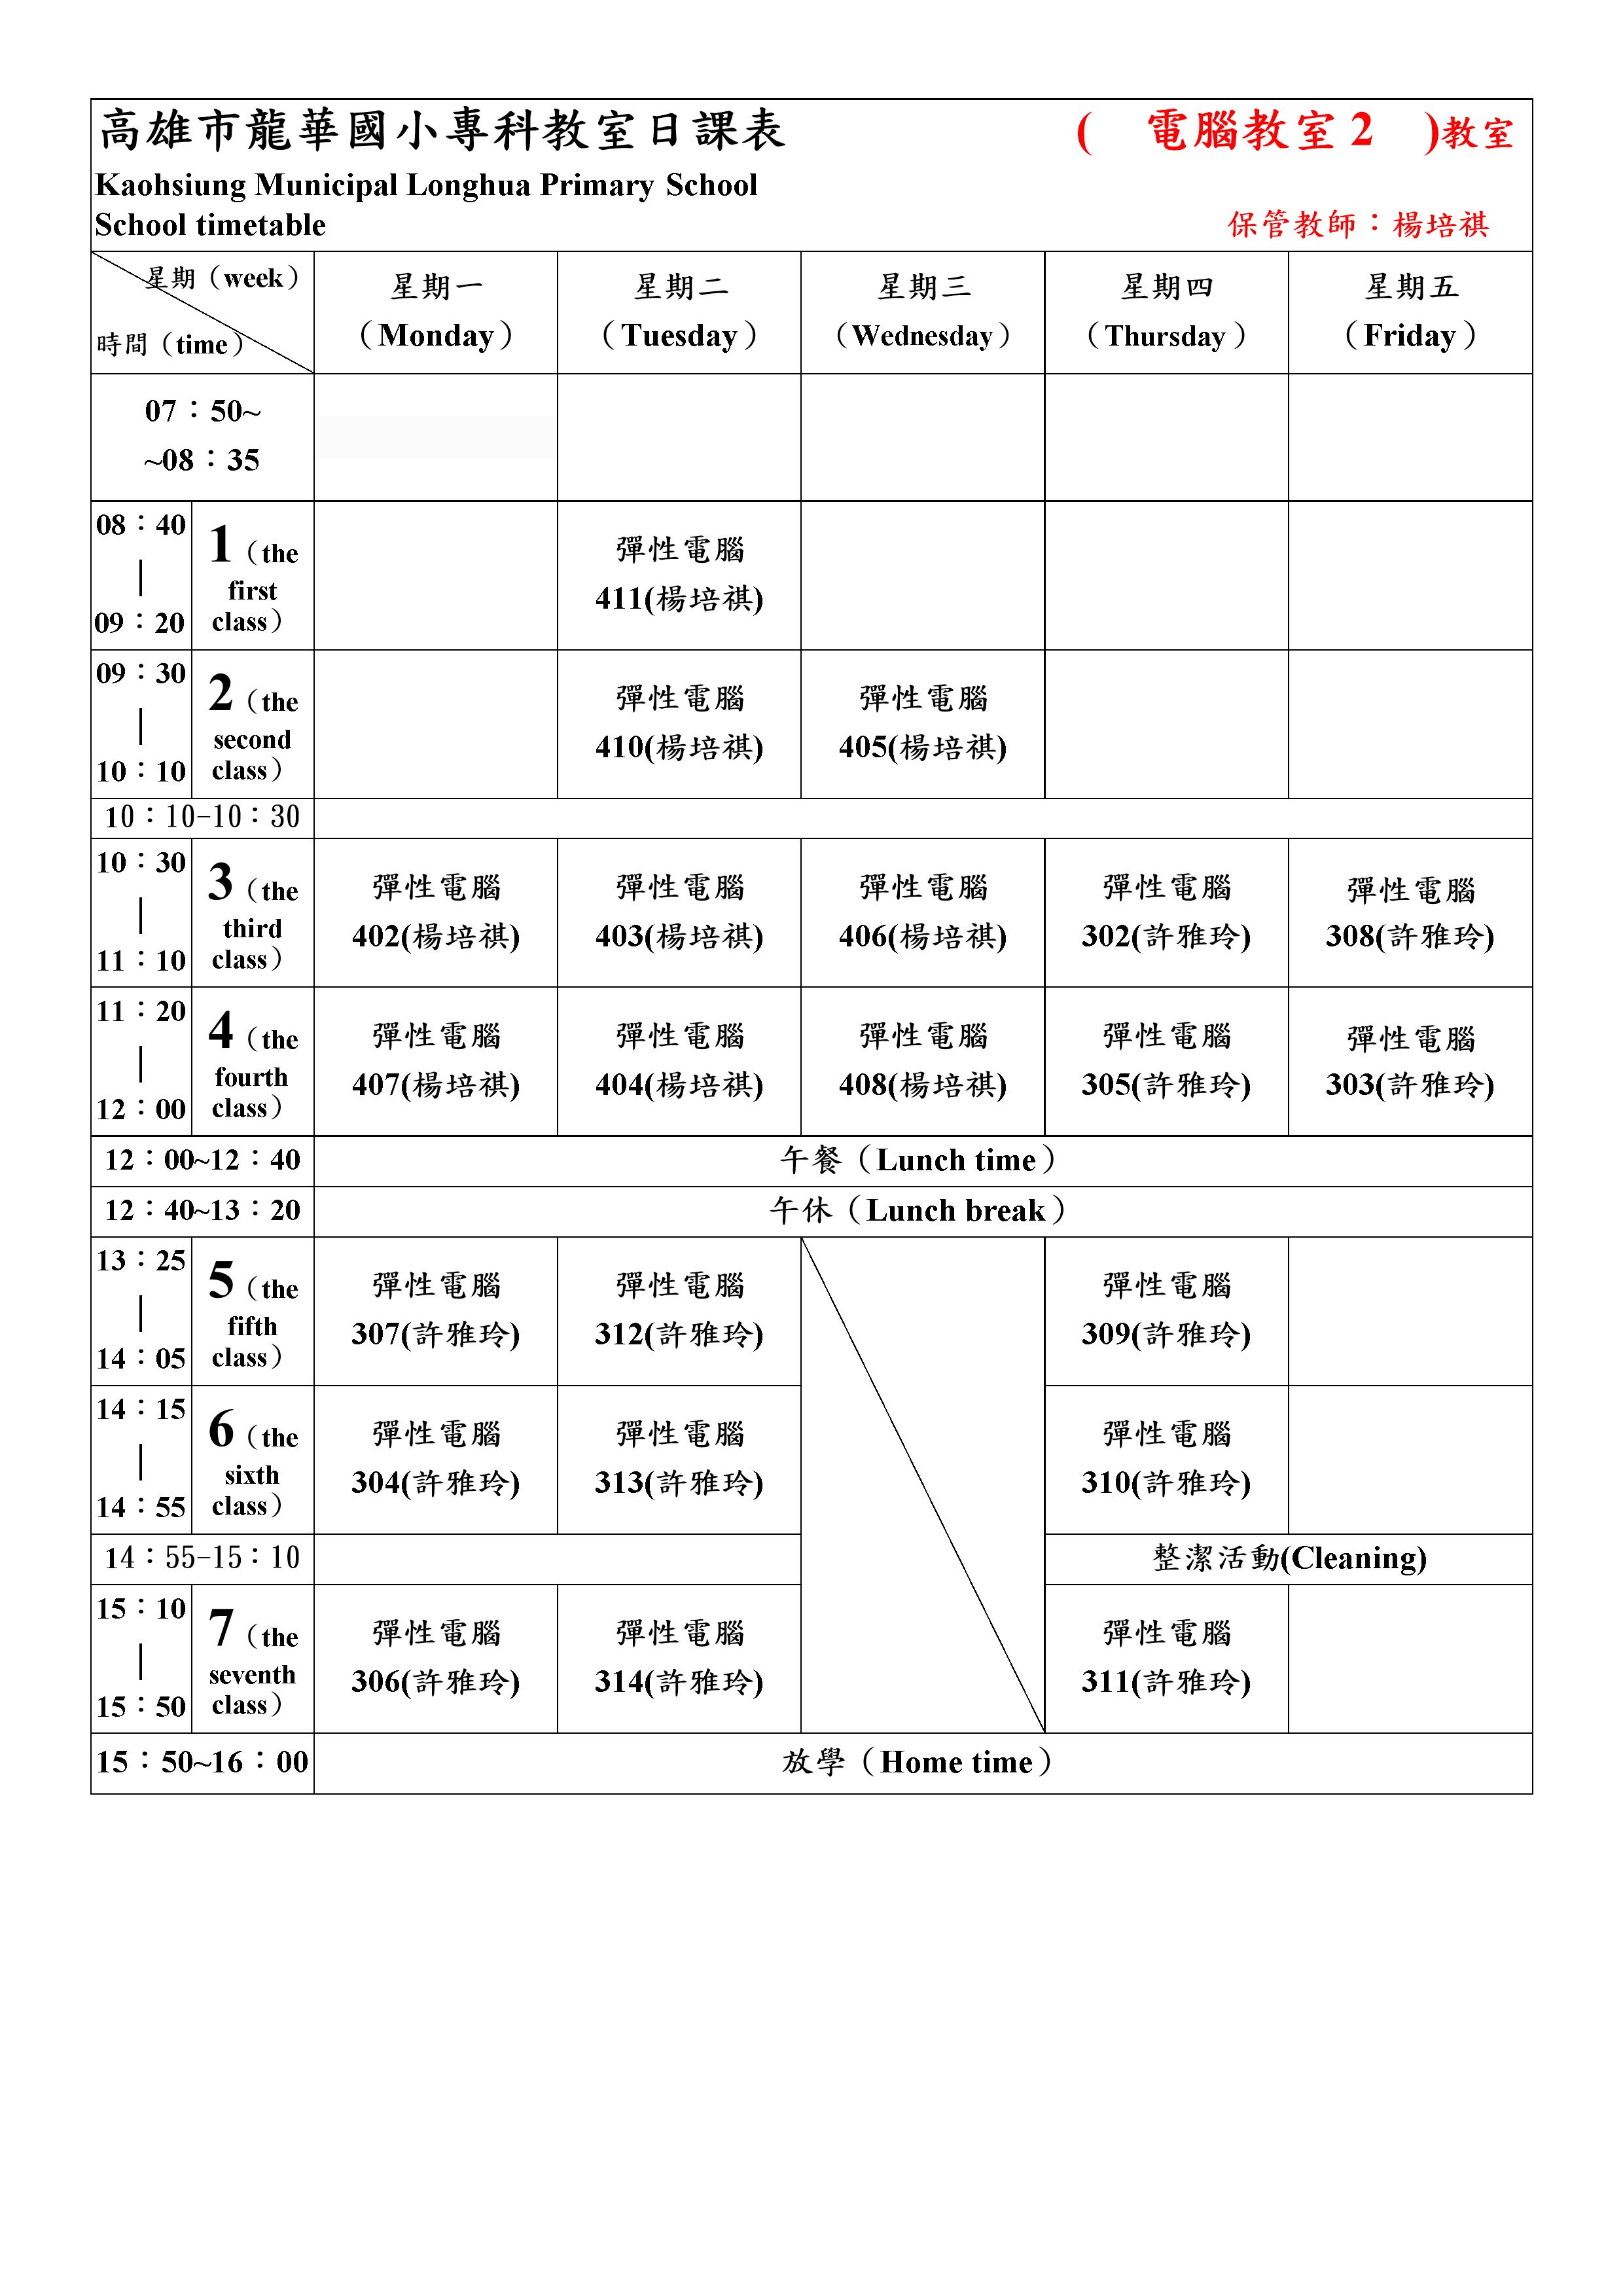 高雄市龍華國小專科教室日課表 ( 電腦教室 2 )教室
Kaohsiung Municipal Longhua Primary School
School timetable 保管教師：楊培祺
星期（week）
時間（time）
星期一 星期二 星期三 星期四 星期五
（Monday） （Tuesday） （Wednesday） （Thursday） （Friday）
07：50~
~08：35
08：40
|
09：20
1（the
first
class）
彈性電腦
411(楊培祺)
09：30
|
10：10
2（the
second
class）
彈性電腦 彈性電腦
410(楊培祺) 405(楊培祺)
10：10-10：30
10：30
|
11：10
3（the
third
class）
彈性電腦 彈性電腦 彈性電腦 彈性電腦 彈性電腦
402(楊培祺) 403(楊培祺) 406(楊培祺) 302(許雅玲) 308(許雅玲)
11：20
|
12：00
4（the
fourth
class）
彈性電腦 彈性電腦 彈性電腦 彈性電腦 彈性電腦
407(楊培祺) 404(楊培祺) 408(楊培祺) 305(許雅玲) 303(許雅玲)
12：00~12：40 午餐（Lunch time）
12：40~13：20 午休（Lunch break）
13：25
|
14：05
5（the
fifth
class）
彈性電腦 彈性電腦 彈性電腦
307(許雅玲) 312(許雅玲) 309(許雅玲)
14：15
|
14：55
6（the
sixth
class）
彈性電腦 彈性電腦 彈性電腦
304(許雅玲) 313(許雅玲) 310(許雅玲)
14：55-15：10 整潔活動(Cleaning)
15：10
|
15：50
7（the
seventh
class）
彈性電腦 彈性電腦 彈性電腦
306(許雅玲) 314(許雅玲) 311(許雅玲)
15：50~16：00 放學（Home time）